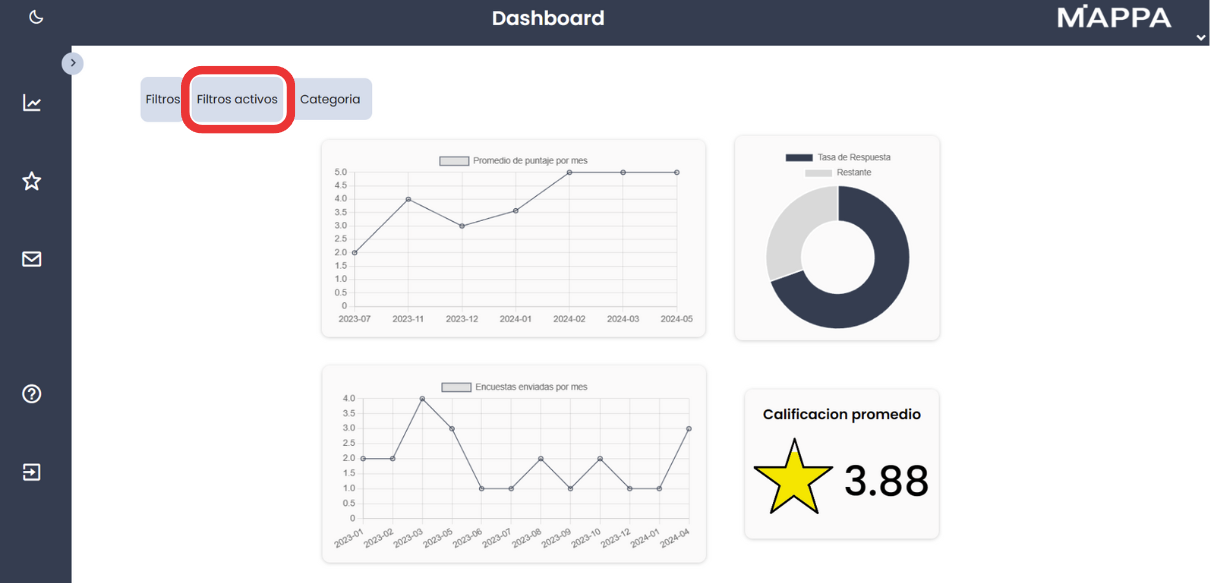 Dashboard
MAPPA
Filtros
Filtros activos
Categoria
Promedio de puntaje por mes
5.0
4.5
4.0
3.5
3.0
2.5
2.0
1.5
1.0
0.5
0
2023-07 2023-11 2023-12 2024-01 2024-02 2024-03 2024-05
Tasa de Respuesta
Restante
Encuestas enviadas por mes
4.0
3.5
3.0
2.5
2.0
1.5
1.0
0.5
0
2023-01 2023-02 2023-03 2023-05 2023-06 2023-07 2023-08 2023-09 2023-10 2023-12 2024-01 2024-04
Calificacion promedio
3.88